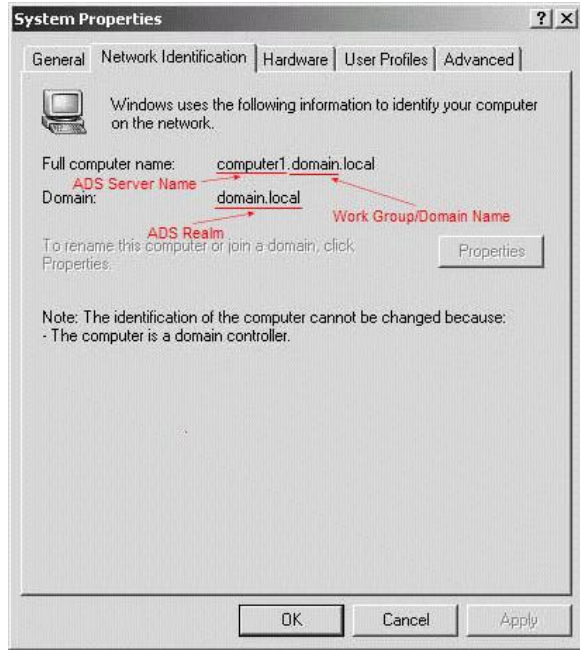 System Properties
? ×
General Network Identification Hardware User Profiles Advanced
Windows uses the following information to identify your computer
on the network.
Full computer name: computer1.domain.local
ADS Server Name
Domain: domain.local
Work Group/Domain Name
ADS Realm
To rename this computer or join a domain, click
Properties.
Properties
Note: The identification of the computer cannot be changed because:
- The computer is a domain controller.
OK Cancel Apply